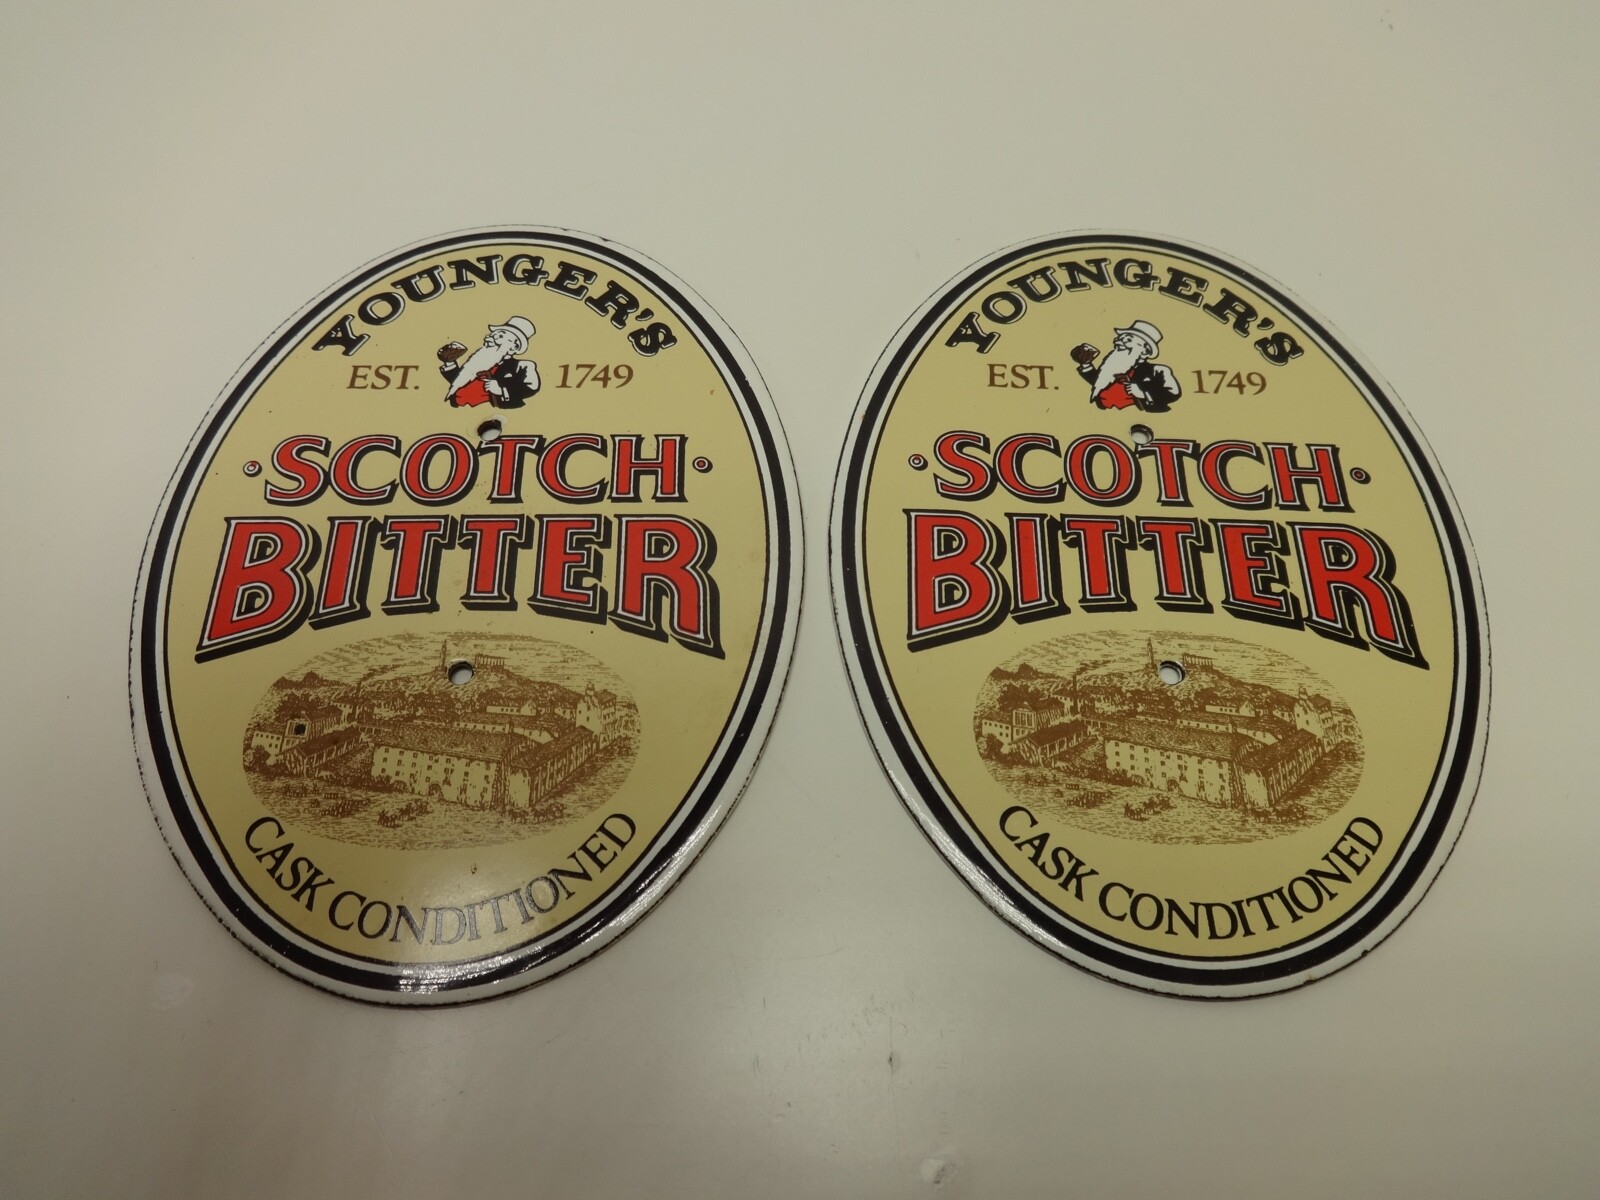 YOUNGER'S
EST. 1749
·SCOTCH·
BITTER
CASK CONDITIONED
YOUNGER'S
EST. 1749
·SCOTCH·
BITTER
CASK CONDITIONED